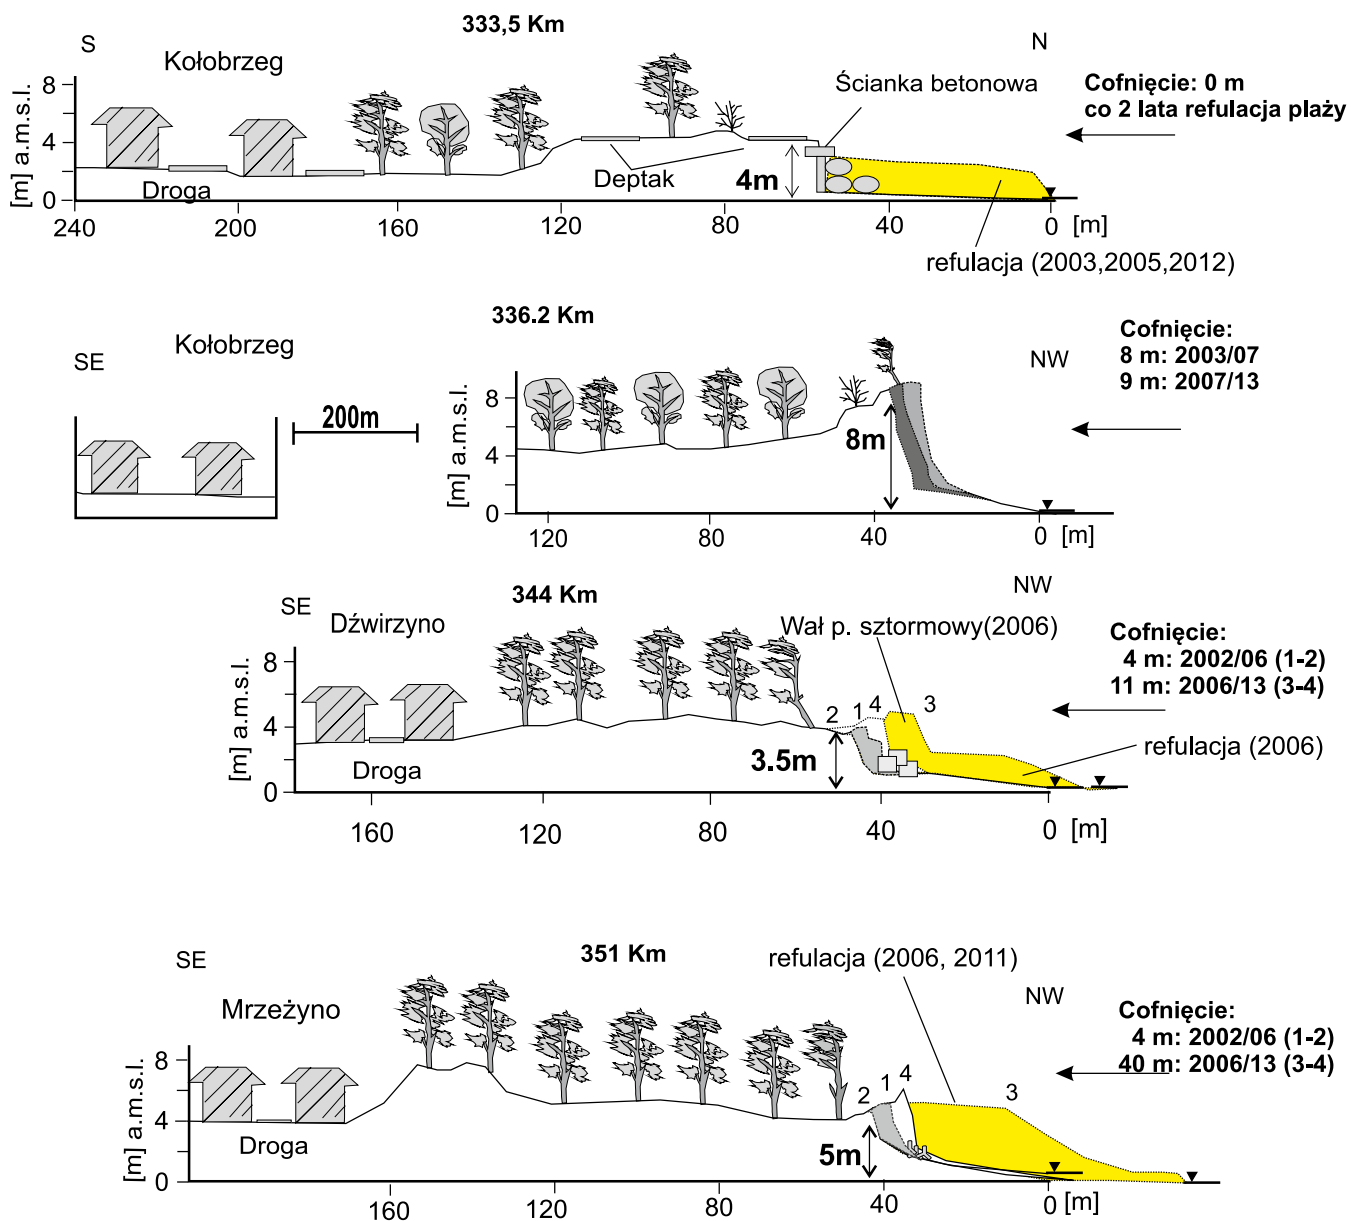 333,5 Km
S
N
Kołobrzeg
Ścianka betonowa
Cofnięcie: 0 m
co 2 lata refulacja plaży
[m] a.m.s.l.
8
4
0
Droga
Deptak
4m
240
200
160
120
80
40
0
[m]
refulacja (2003,2005,2012)
336.2 Km
SE
Kołobrzeg
NW
Cofnięcie:
8 m: 2003/07
9 m: 2007/13
200m
[m] a.m.s.l.
8
4
0
8m
120
80
40
0
[m]
344 Km
SE
Dźwirzyno
NW
Wał p. sztormowy(2006)
Cofnięcie:
4 m: 2002/06 (1-2)
11 m: 2006/13 (3-4)
[m] a.m.s.l.
8
4
0
2
1
4
3
Droga
3.5m
refulacja (2006)
160
120
80
40
0
[m]
351 Km
SE
Mrzeżyno
refulacja (2006, 2011)
NW
Cofnięcie:
4 m: 2002/06 (1-2)
40 m: 2006/13 (3-4)
[m] a.m.s.l.
8
4
0
2
1
4
3
Droga
5m
160
120
80
40
0
[m]